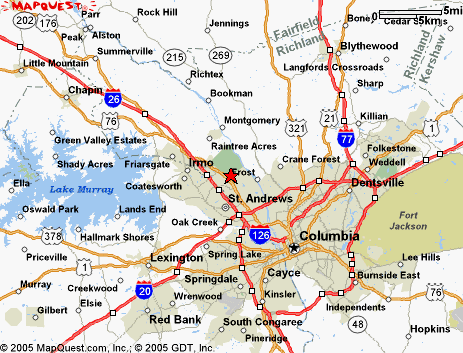 MAPQUEST
Rock Hill
Jennings
0 5mi
0 5kms
Cedar S
Bone
202
176
Parr
Alston
Peak
Summerville
215
269
Fairfield
Richland
Blythewood
Langfords Crossroads
Richland
Kershaw
Little Mountain
Richtex
Sharp
Chapin
26
Bookman
76
Montgomery
321
21
Killian
77
1
Green Valley Estates
Raintree Acres
Folkestone
Shady Acres
Friarsgate
Irmo
Frost
Crane Forest
Weddell
Ella
Lake Murray
Coatesworth
Dentsville
St. Andrews
Oswald Park
Lands End
Oak Creek
Fort
Jackson
378
Hallmark Shores
126
Columbia
76
Priceville
Lexington
Spring Lake
Lee Hills
Murray
Creekwood
20
Springdale
Cayce
Burnside East
1
Elsie
Wrenwood
Kinsler
Independents
Gilbert
Red Bank
South Congaree
48
Hopkins
Pineridge
© 2005 MapQuest.com, Inc.; © 2005 GDT, Inc.